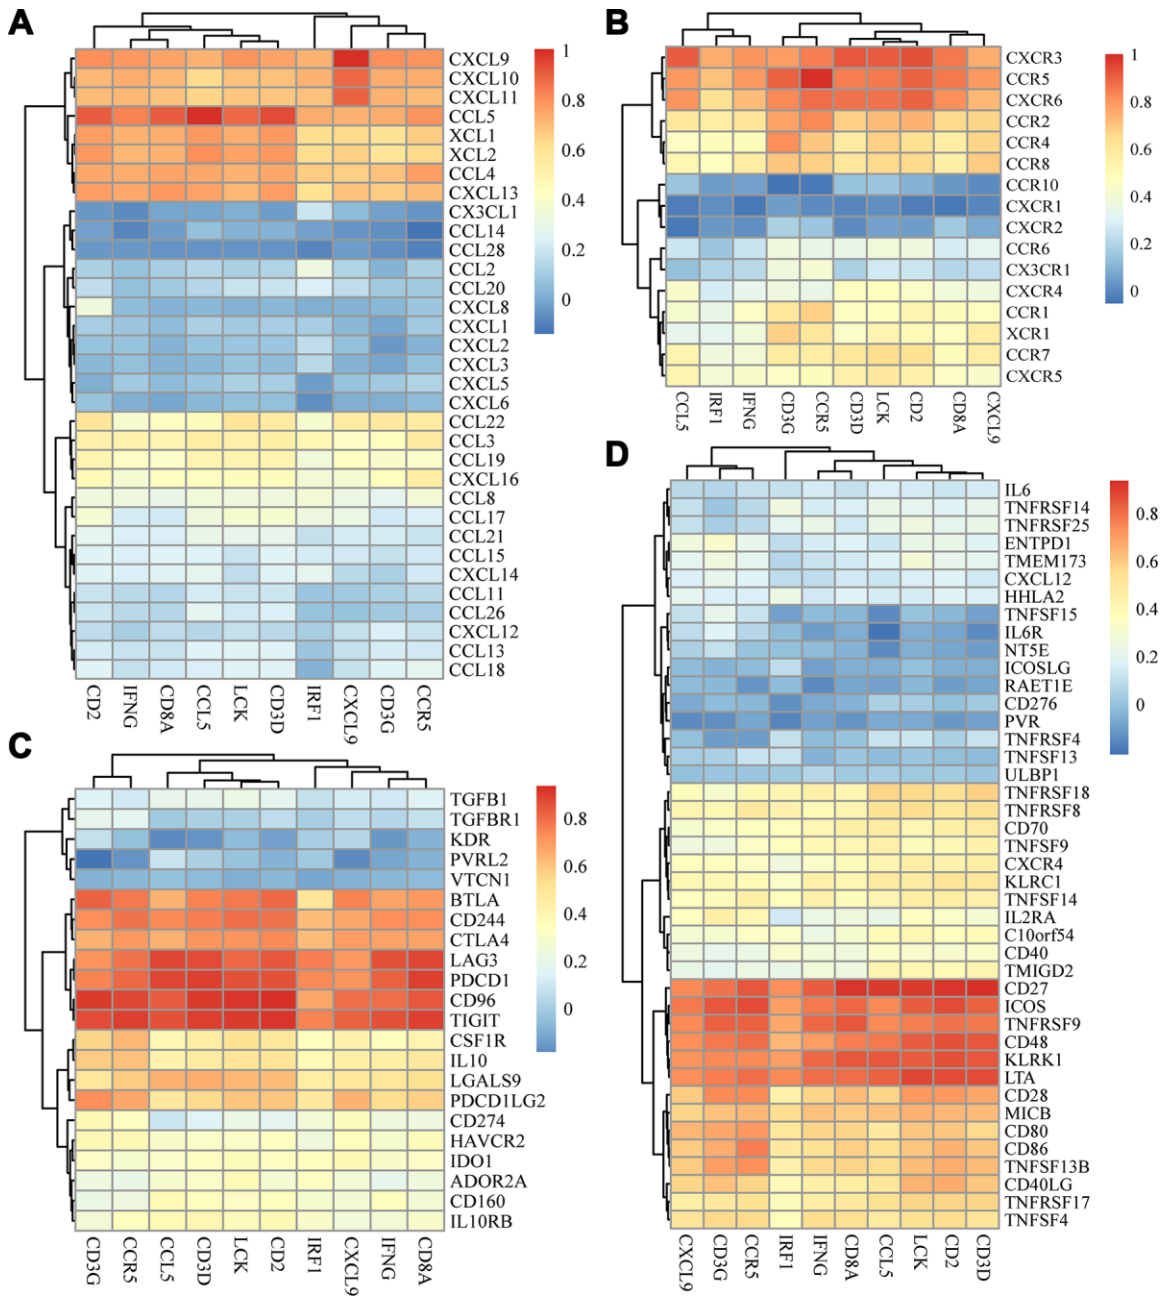 A
CXCL9
CXCL10
CXCL11
CCL5
XCL1
XCL2
CCL4
CXCL13
CX3CL1
CCL14
CCL28
CCL2
CCL20
CXCL8
CXCL1
CXCL2
CXCL3
CXCL5
CXCL6
CCL22
CCL3
CCL19
CXCL16
CCL8
CCL17
CCL21
CCL15
CXCL14
CCL11
CCL26
CXCL12
CCL13
CCL18
1
0.8
0.6
0.4
0.2
0
CD2
IFNG
CD8A
CCL5
LCK
CD3D
IRF1
CXCL9
CD3G
CCR5
B
CXCR3
CCR5
CXCR6
CCR2
CCR4
CCR8
CCR10
CXCR1
CXCR2
CCR6
CX3CR1
CXCR4
CCR1
XCR1
CCR7
CXCR5
1
0.8
0.6
0.4
0.2
0
CCL5
IRF1
IFNG
CD3G
CCR5
CD3D
LCK
CD2
CD8A
CXCL9
C
TGFB1
TGFBR1
KDR
PVRL2
VTCN1
BTLA
CD244
CTLA4
LAG3
PDCD1
CD96
TIGIT
CSF1R
IL10
LGALS9
PDCD1LG2
CD274
HAVCR2
IDO1
ADOR2A
CD160
IL10RB
0.8
0.6
0.4
0.2
0
CD3G
CCR5
CCL5
CD3D
LCK
CD2
IRF1
CXCL9
IFNG
CD8A
D
IL6
TNFRSF14
TNFRSF25
ENTPD1
TMEM173
CXCL12
HHLA2
TNFSF15
IL6R
NT5E
ICOSLG
RAET1E
CD276
PVR
TNFRSF4
TNFSF13
ULBP1
TNFRSF18
TNFRSF8
CD70
TNFSF9
CXCR4
KLRC1
TNFSF14
IL2RA
C10orf54
CD40
TMIGD2
CD27
ICOS
TNFRSF9
CD48
KLRK1
LTA
CD28
MICB
CD80
CD86
TNFSF13B
CD40LG
TNFRSF17
TNFSF4
0.8
0.6
0.4
0.2
0
CXCL9
CD3G
CCR5
IRF1
IFNG
CD8A
CCL5
LCK
CD2
CD3D